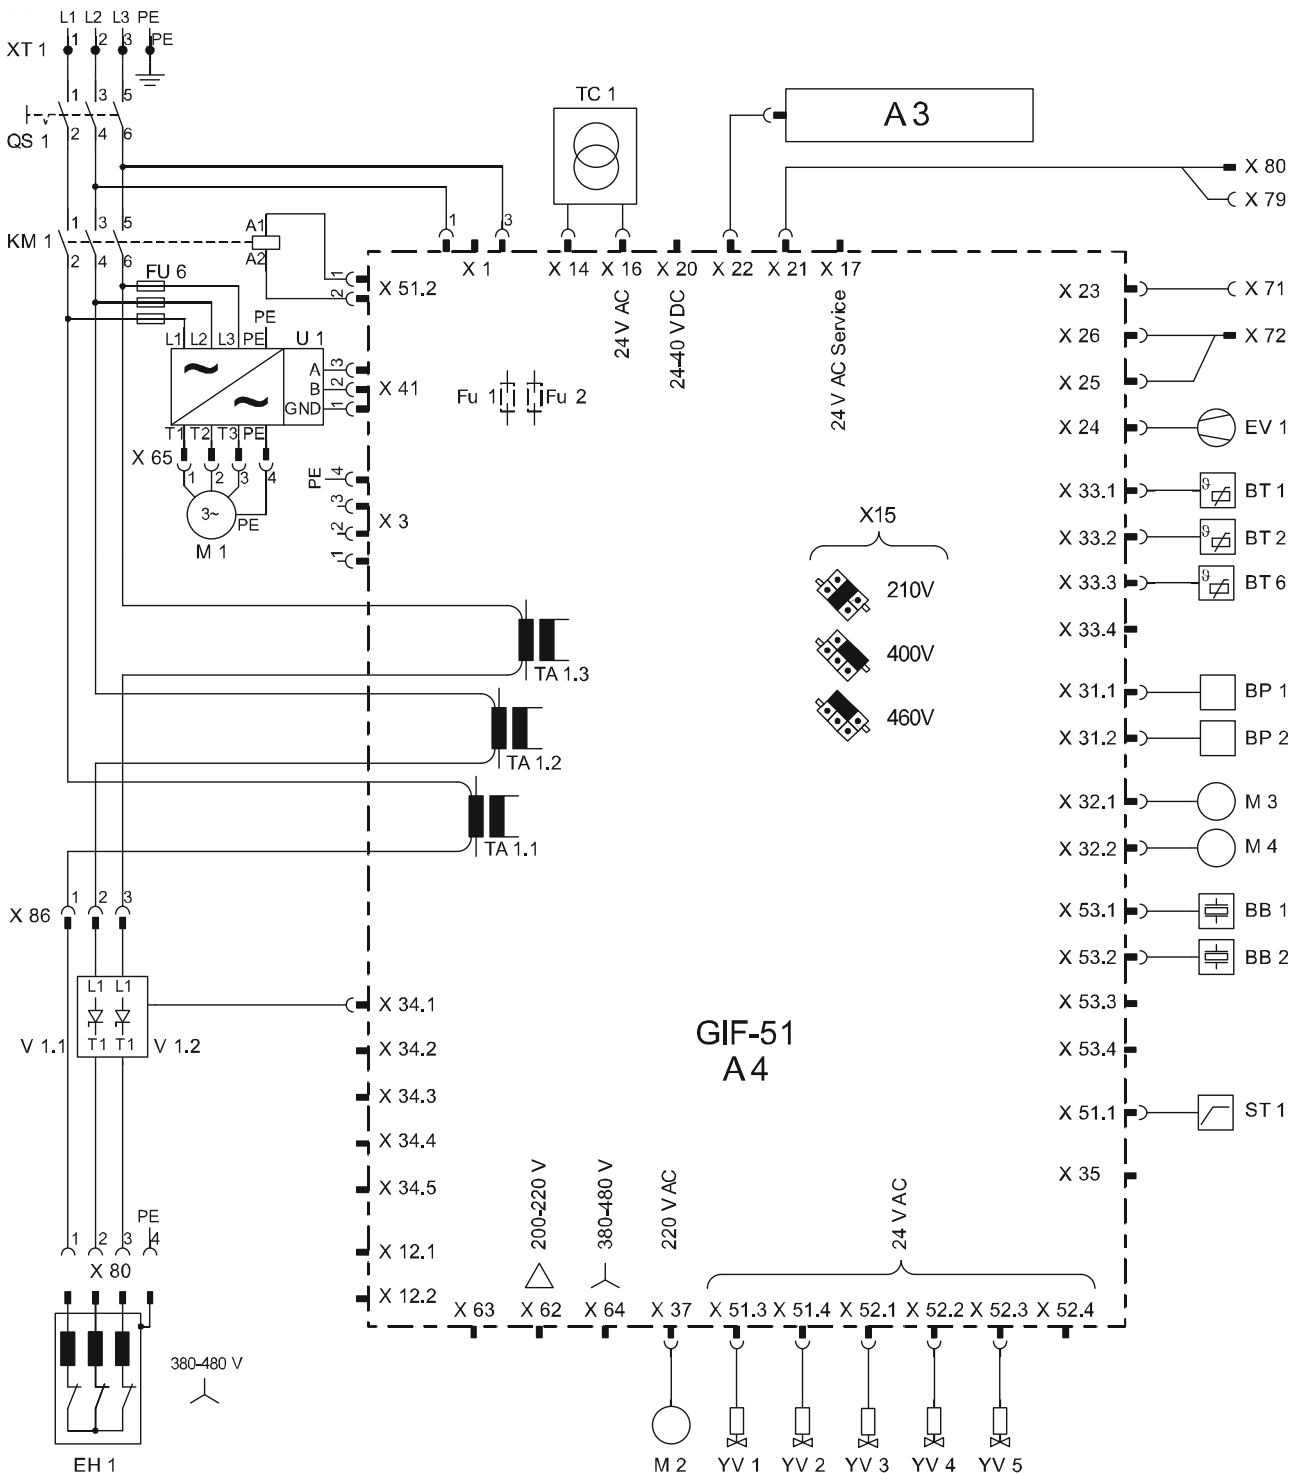 L1 L2 L3 PE
XT 1 1 2 3 PE
1 3 5
QS 1 2 4 6
TC 1
A 3
X 80
X 79
1 3 5
KM 1 2 4 6
A1
A2
1 3
X 1 X 14 X 16 X 20 X 22 X 21 X 17
24 V AC
24-40 V DC
24 V AC Service
1
2
X 51.2
FU 6
PE
L1 L2 L3 PE U 1
A 3
B 2
GND 1
X 41
T1 T2 T3 PE
X 65
1 2 3 4
3~
PE
M 1
Fu 1 Fu 2
PE 4
3
2
1
X 3
X15
210V
400V
460V
X 23 X 71
X 26 X 72
X 25
X 24 EV 1
X 33.1 ϑ BT 1
X 33.2 ϑ BT 2
X 33.3 ϑ BT 6
X 33.4
X 31.1 BP 1
X 31.2 BP 2
X 32.1 M 3
X 32.2 M 4
X 53.1 BB 1
X 53.2 BB 2
X 53.3
X 53.4
X 51.1 ST 1
X 35
TA 1.3
TA 1.2
TA 1.1
X 86 1 2 3
L1 L1
T1 T1
V 1.1 V 1.2
X 34.1
X 34.2
X 34.3
X 34.4
X 34.5
X 12.1
X 12.2
GIF-51
A 4
200-220 V
380-480 V
220 V AC
24 V AC
X 63 X 62 X 64 X 37 X 51.3 X 51.4 X 52.1 X 52.2 X 52.3 X 52.4
PE
1 2 3 4
X 80
380-480 V
EH 1
M 2 YV 1 YV 2 YV 3 YV 4 YV 5